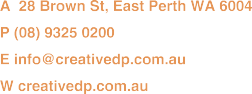 A 28 Brown St, East Perth WA 6004
P (08) 9325 0200
E info@creativedp.com.au
W creativedp.com.au